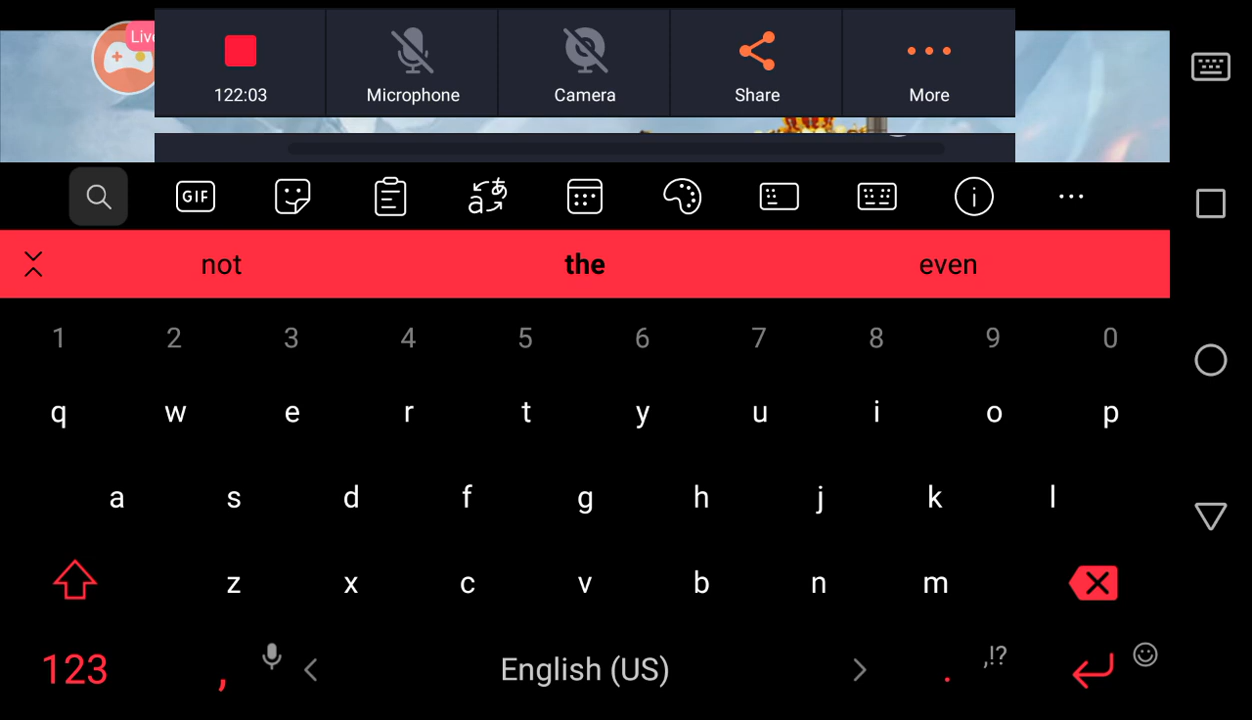 Live
122:03 Microphone Camera Share More
GIF a あ
not the even
1 2 3 4 5 6 7 8 9 0
q w e r t y u i o p
a s d f g h j k l
z x c v b n m
123 , < English (US) > . ,!?